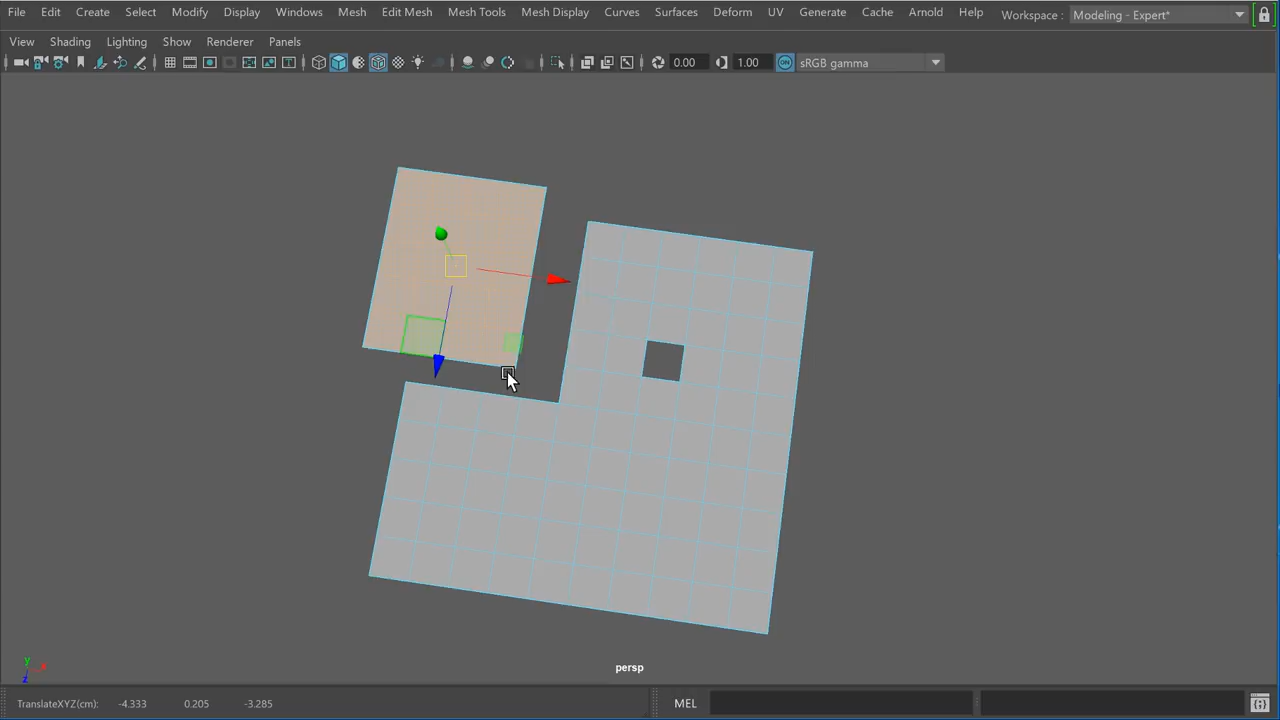 File Edit Create Select Modify Display Windows Mesh Edit Mesh Mesh Tools Mesh Display Curves Surfaces Deform UV Generate Cache Arnold Help Workspace : Modeling - Expert*
View Shading Lighting Show Renderer Panels
0.00 1.00 ON sRGB gamma
persp
y
x
z
TranslateXYZ(cm): -4.333 0.205 -3.285 MEL